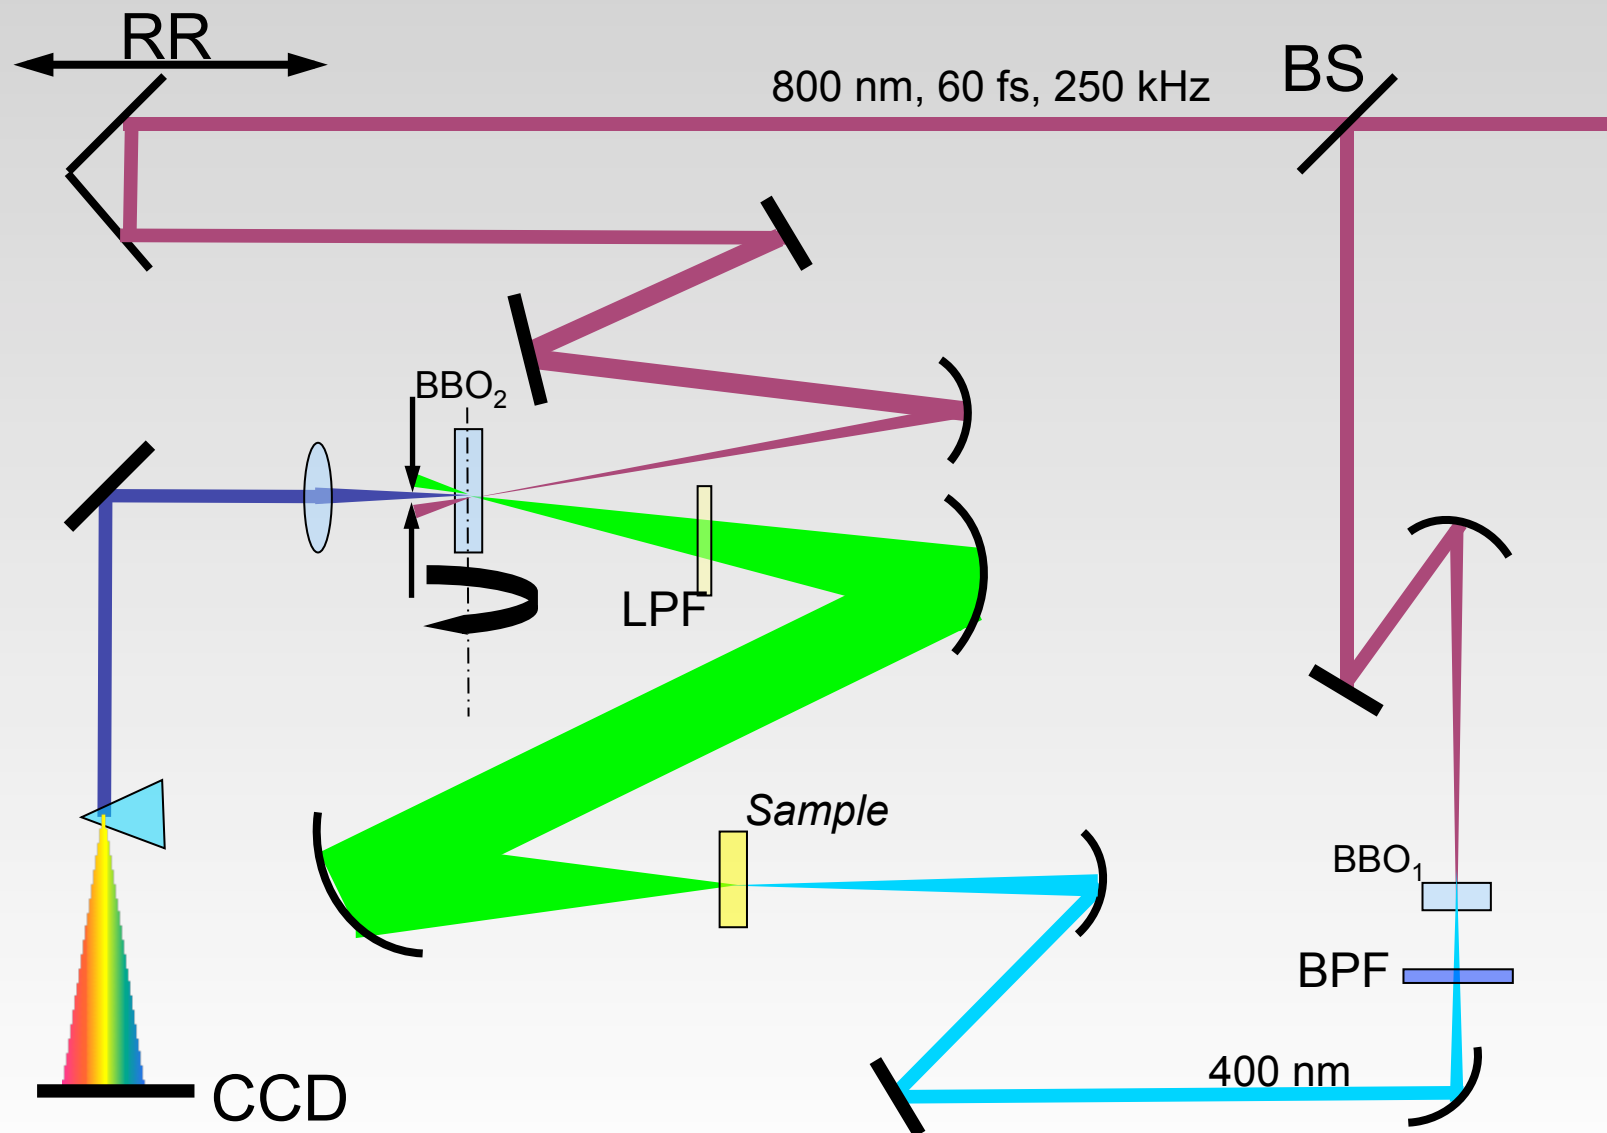 RR
BS
800 nm, 60 fs, 250 kHz
BBO₂
LPF
Sample
BBO₁
BPF
400 nm
CCD